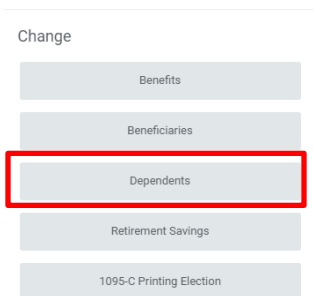 Change
Benefits
Beneficiaries
Dependents
Retirement Savings
1095-C Printing Election